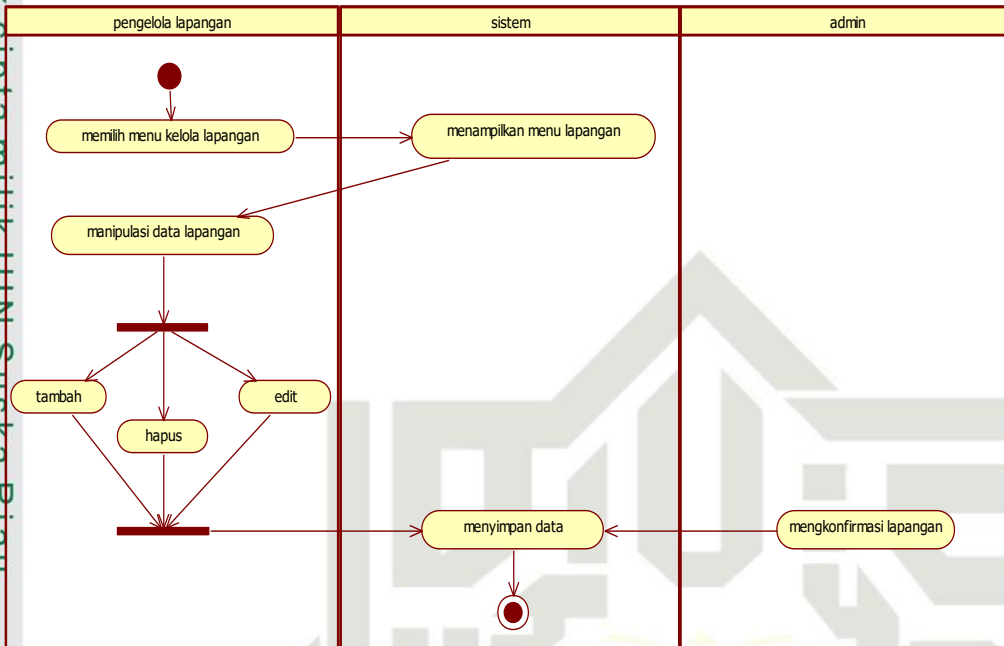 pengelola lapangan
sistem
admin
memilih menu kelola lapangan
menampilkan menu lapangan
manipulasi data lapangan
tambah
hapus
edit
menyimpan data
mengkonfirmasi lapangan